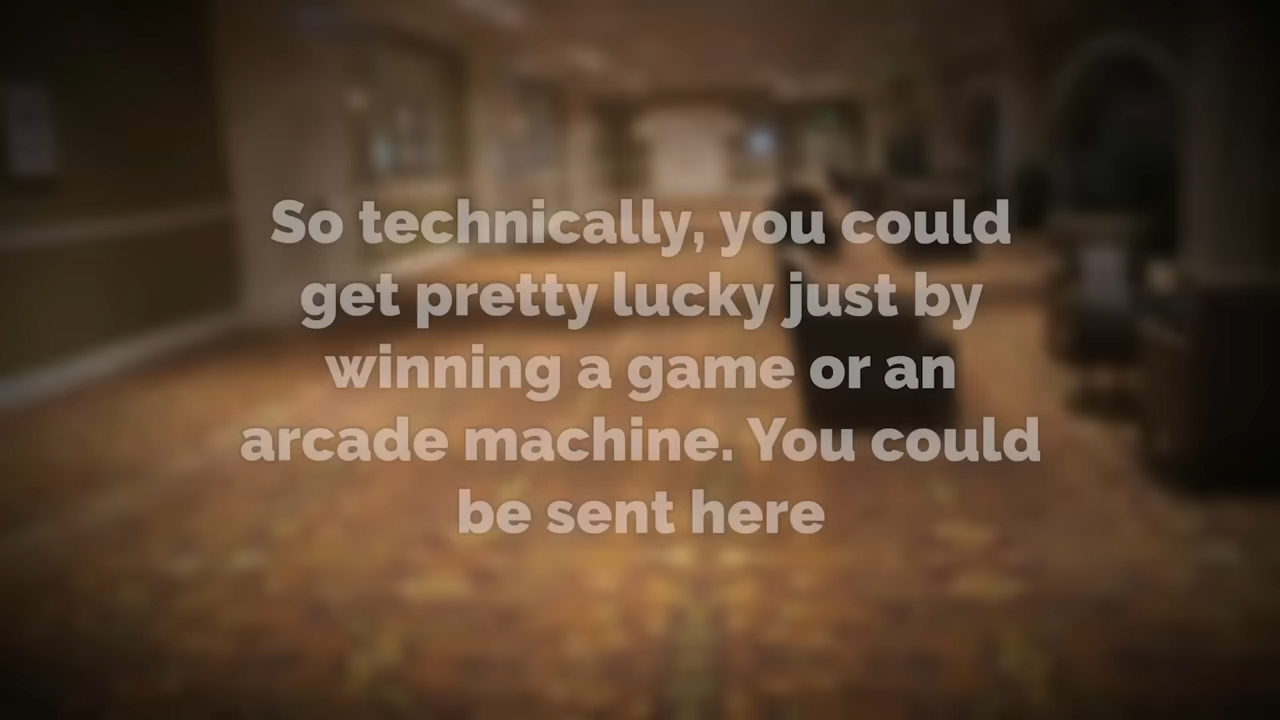 So technically, you could
get pretty lucky just by
winning a game or an
arcade machine. You could
be sent here